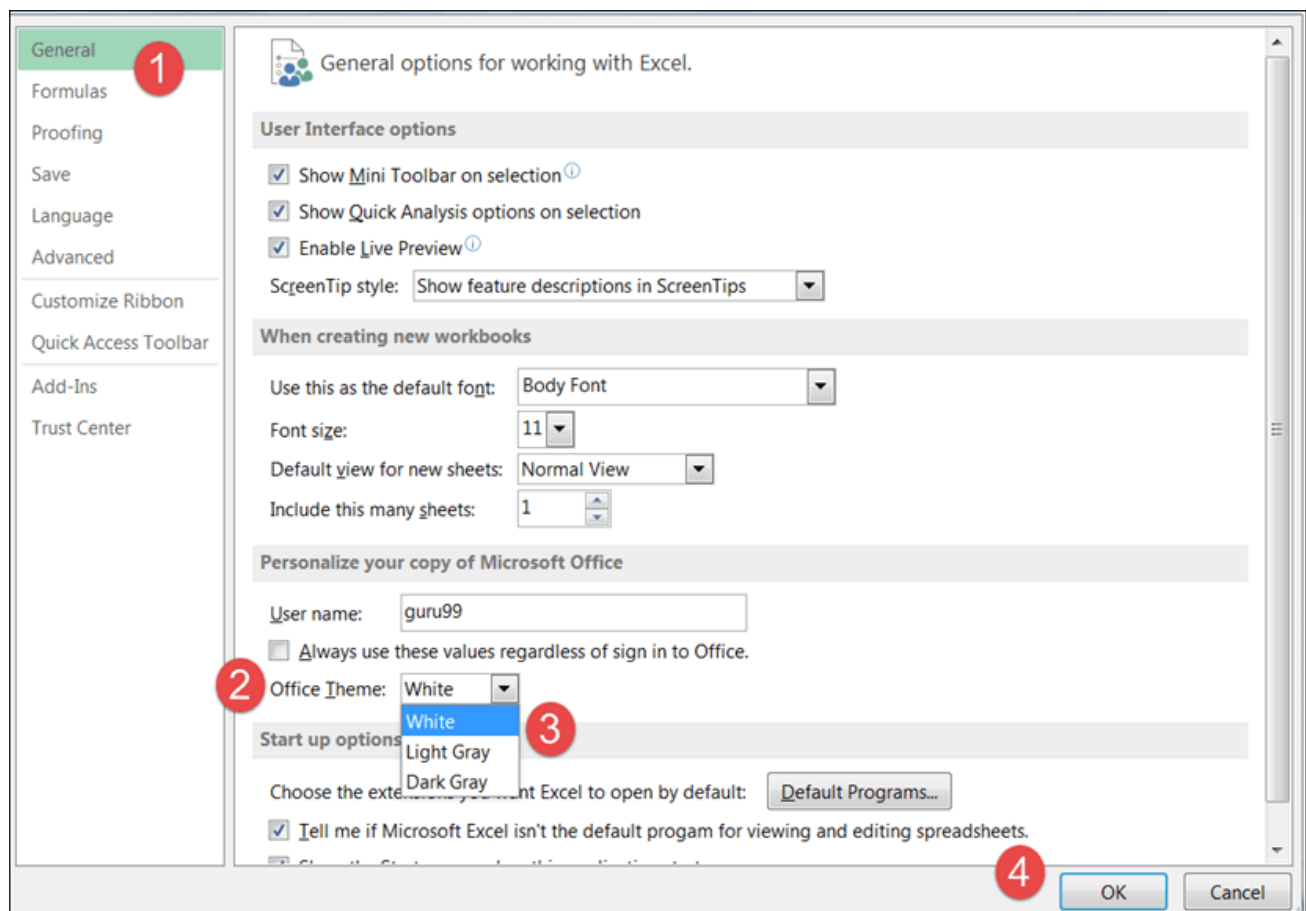 General
1
Formulas
Proofing
Save
Language
Advanced
Customize Ribbon
Quick Access Toolbar
Add-Ins
Trust Center
General options for working with Excel.
User Interface options
Show Mini Toolbar on selection
Show Quick Analysis options on selection
Enable Live Preview
ScreenTip style: Show feature descriptions in ScreenTips
When creating new workbooks
Use this as the default font: Body Font
Font size: 11
Default view for new sheets: Normal View
Include this many sheets: 1
Personalize your copy of Microsoft Office
User name: guru99
Always use these values regardless of sign in to Office.
2 Office Theme: White
White
3
Light Gray
Dark Gray
Start up options
Choose the ext you want Excel to open by default: Default Programs...
Tell me if Microsoft Excel isn't the default progam for viewing and editing spreadsheets.
4
OK Cancel